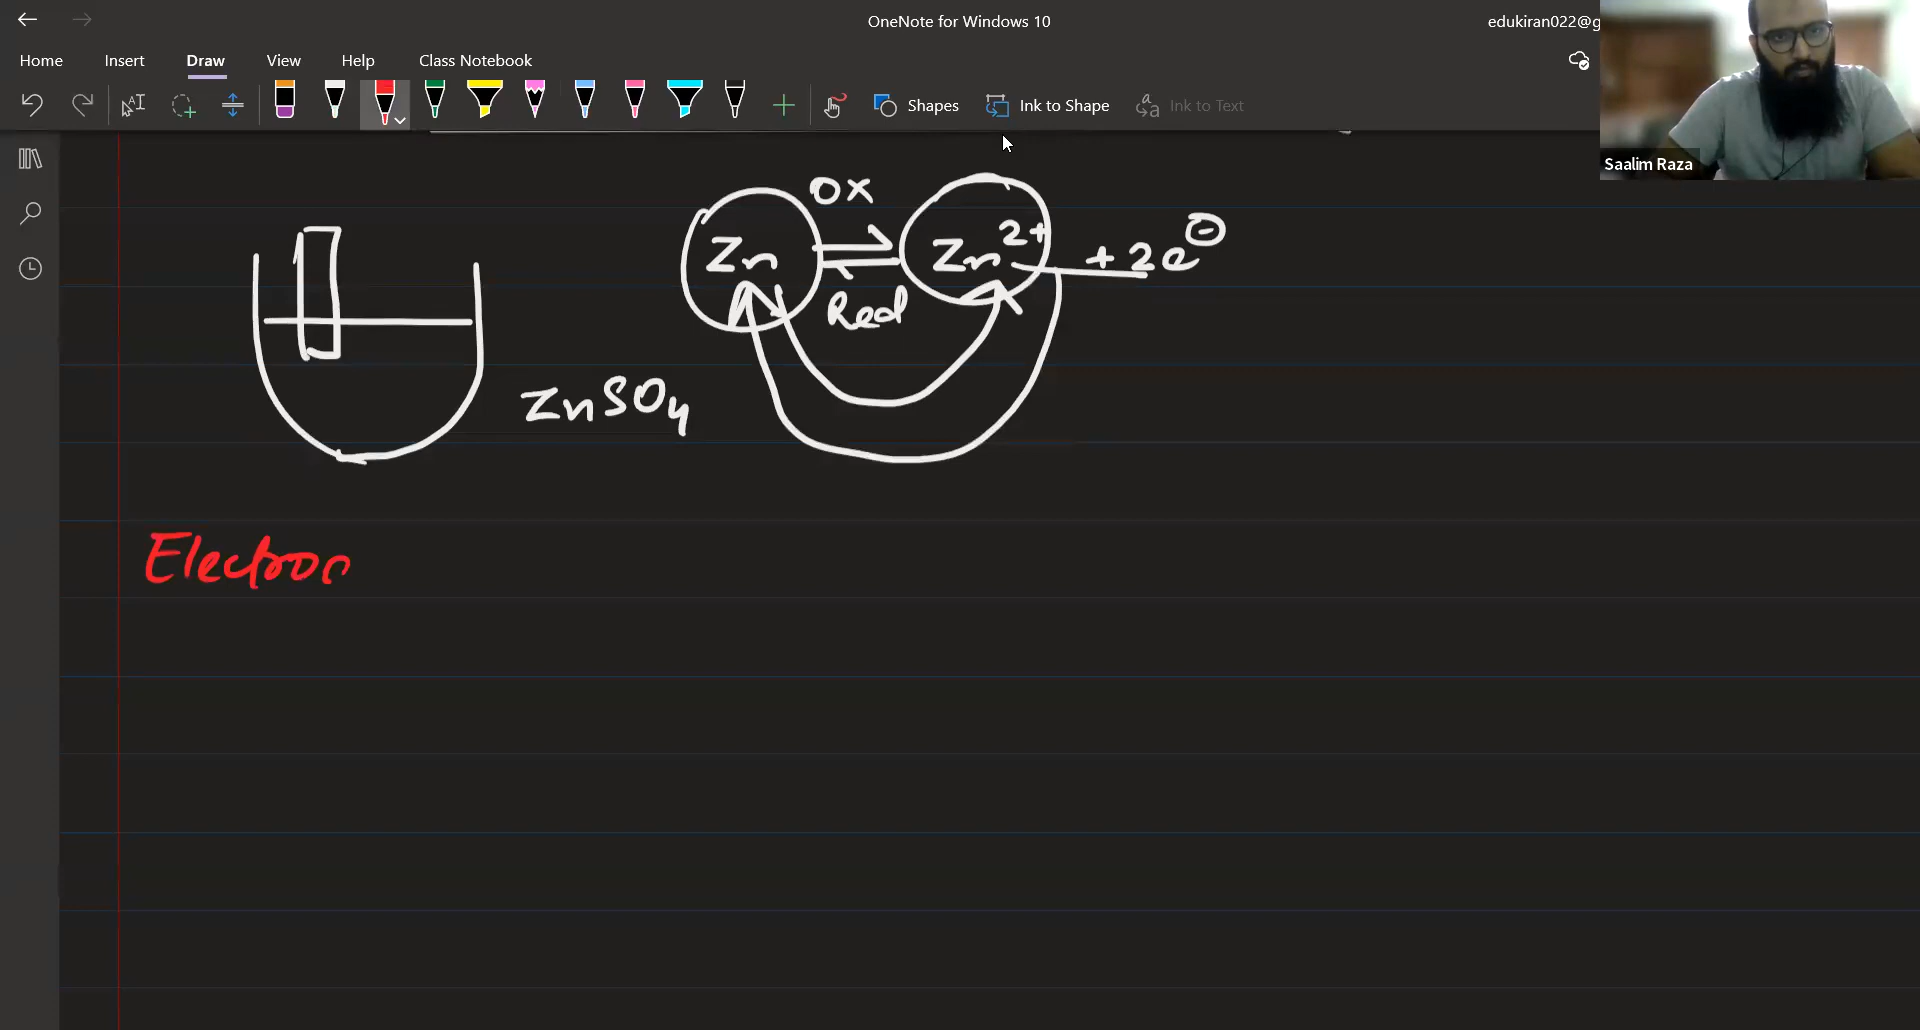 OneNote for Windows 10
edukiran022@g
Home Insert Draw View Help Class Notebook
Shapes Ink to Shape Ink to Text
Saalim Raza
Ox
Zn ⇌ Zn²⁺ + 2e⊖
Red
ZnSO₄
Electroc